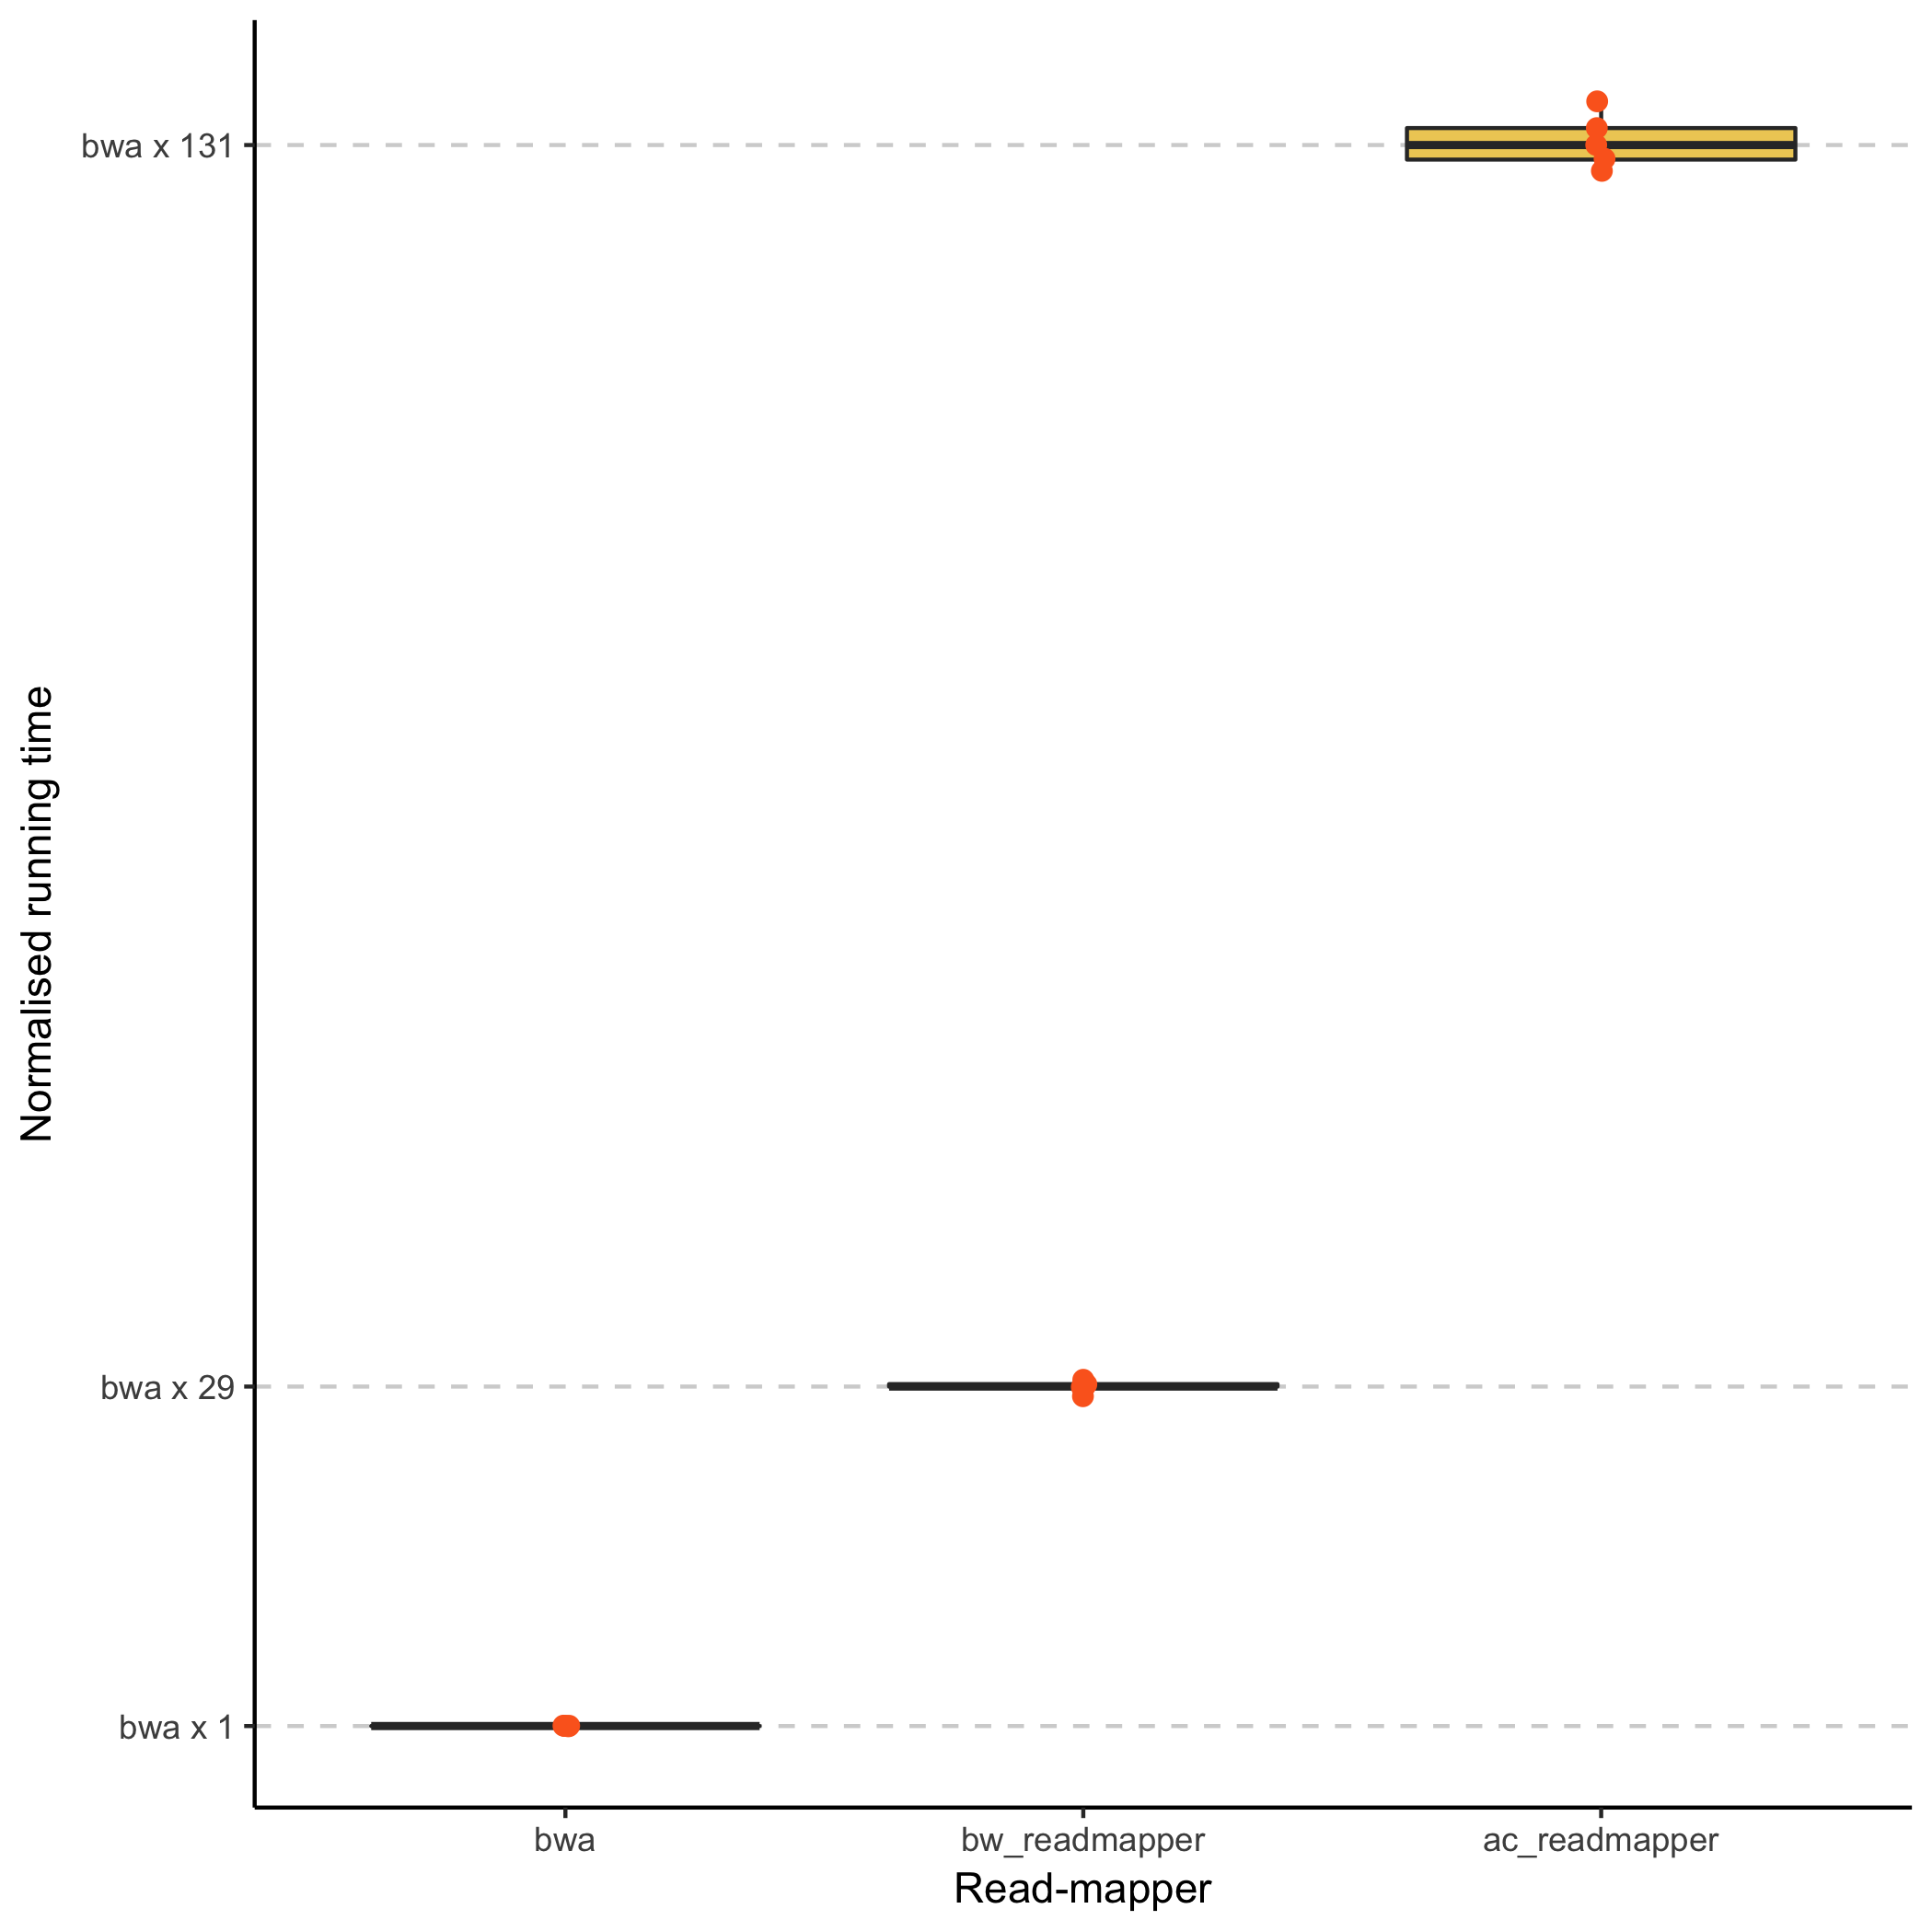 Normalised running time
bwa x 131
bwa x 29
bwa x 1
bwa
bw_readmapper
ac_readmapper
Read-mapper